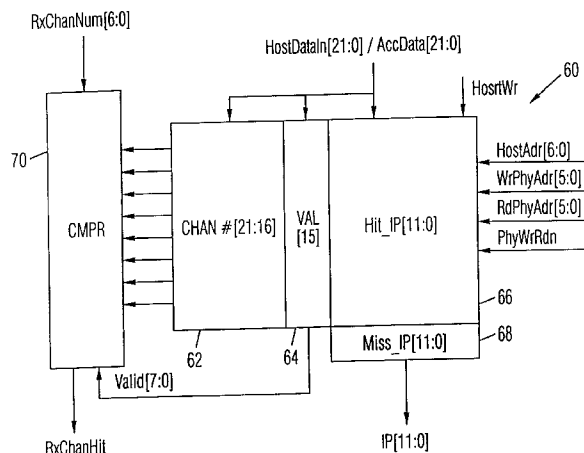 RxChanNum[6:0]
HostDataIn[21:0] / AccData[21:0]
60
HosrtWr
70
HostAdr[6:0]
WrPhyAdr[5:0]
RdPhyAdr[5:0]
PhyWrRdn
CMPR
CHAN #[21:16]
VAL
[15]
Hit_IP[11:0]
66
68
62
64
Miss_IP[11:0]
Valid[7:0]
RxChanHit
IP[11:0]